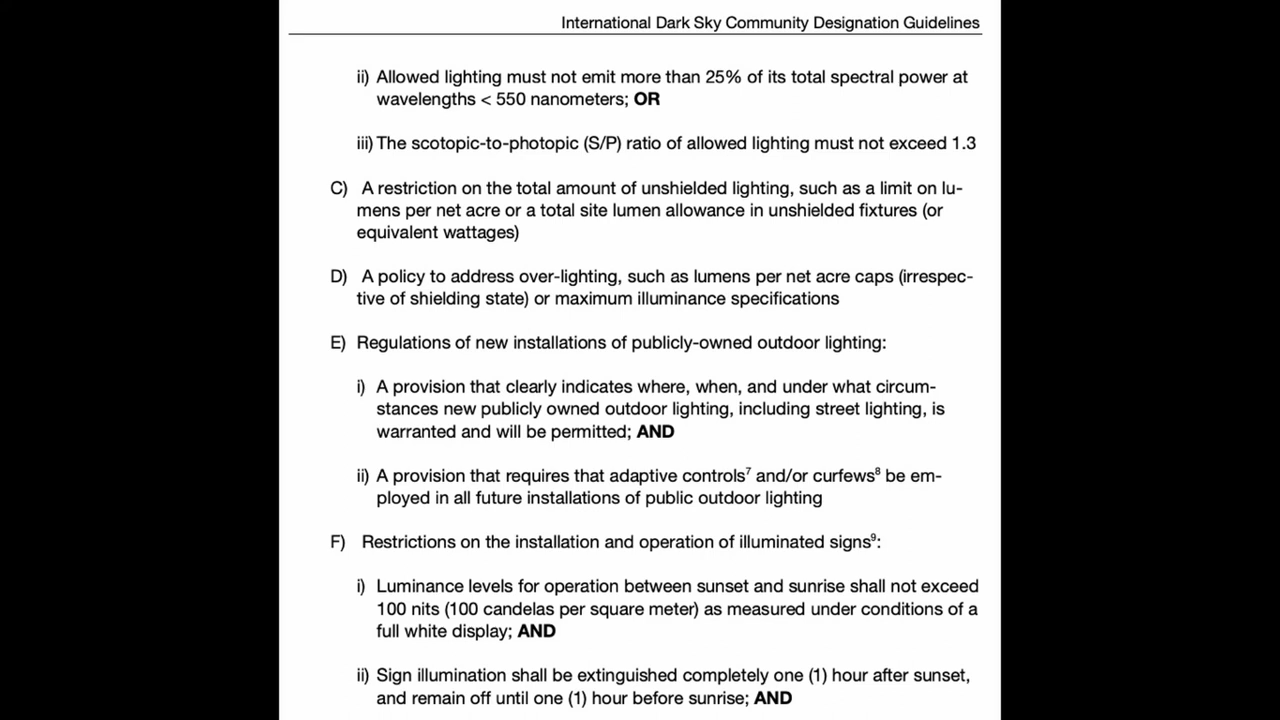 International Dark Sky Community Designation Guidelines
ii) Allowed lighting must not emit more than 25% of its total spectral power at
wavelengths < 550 nanometers; OR
iii) The scotopic-to-photopic (S/P) ratio of allowed lighting must not exceed 1.3
C) A restriction on the total amount of unshielded lighting, such as a limit on lu-
mens per net acre or a total site lumen allowance in unshielded fixtures (or
equivalent wattages)
D) A policy to address over-lighting, such as lumens per net acre caps (irrespec-
tive of shielding state) or maximum illuminance specifications
E) Regulations of new installations of publicly-owned outdoor lighting:
i) A provision that clearly indicates where, when, and under what circum-
stances new publicly owned outdoor lighting, including street lighting, is
warranted and will be permitted; AND
ii) A provision that requires that adaptive controls⁷ and/or curfews⁸ be em-
ployed in all future installations of public outdoor lighting
F) Restrictions on the installation and operation of illuminated signs⁹:
i) Luminance levels for operation between sunset and sunrise shall not exceed
100 nits (100 candelas per square meter) as measured under conditions of a
full white display; AND
ii) Sign illumination shall be extinguished completely one (1) hour after sunset,
and remain off until one (1) hour before sunrise; AND